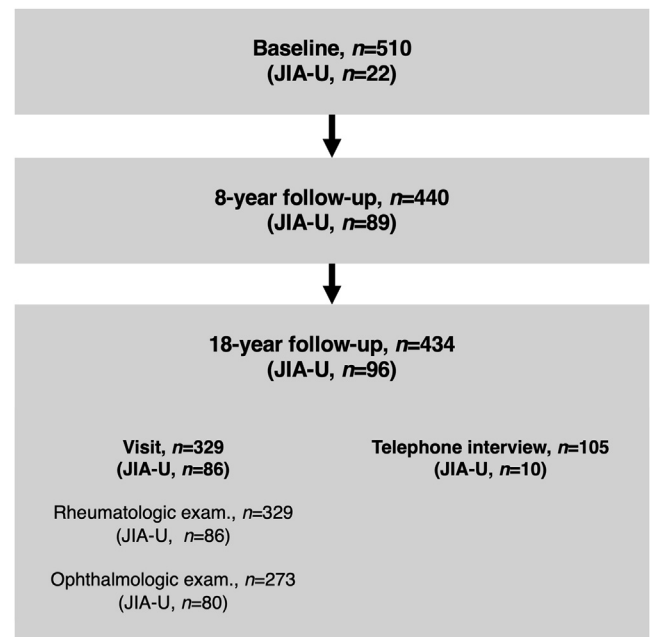 Baseline, n=510
(JIA-U, n=22)
8-year follow-up, n=440
(JIA-U, n=89)
18-year follow-up, n=434
(JIA-U, n=96)
Visit, n=329
(JIA-U, n=86)
Rheumatologic exam., n=329
(JIA-U, n=86)
Ophthalmologic exam., n=273
(JIA-U, n=80)
Telephone interview, n=105
(JIA-U, n=10)